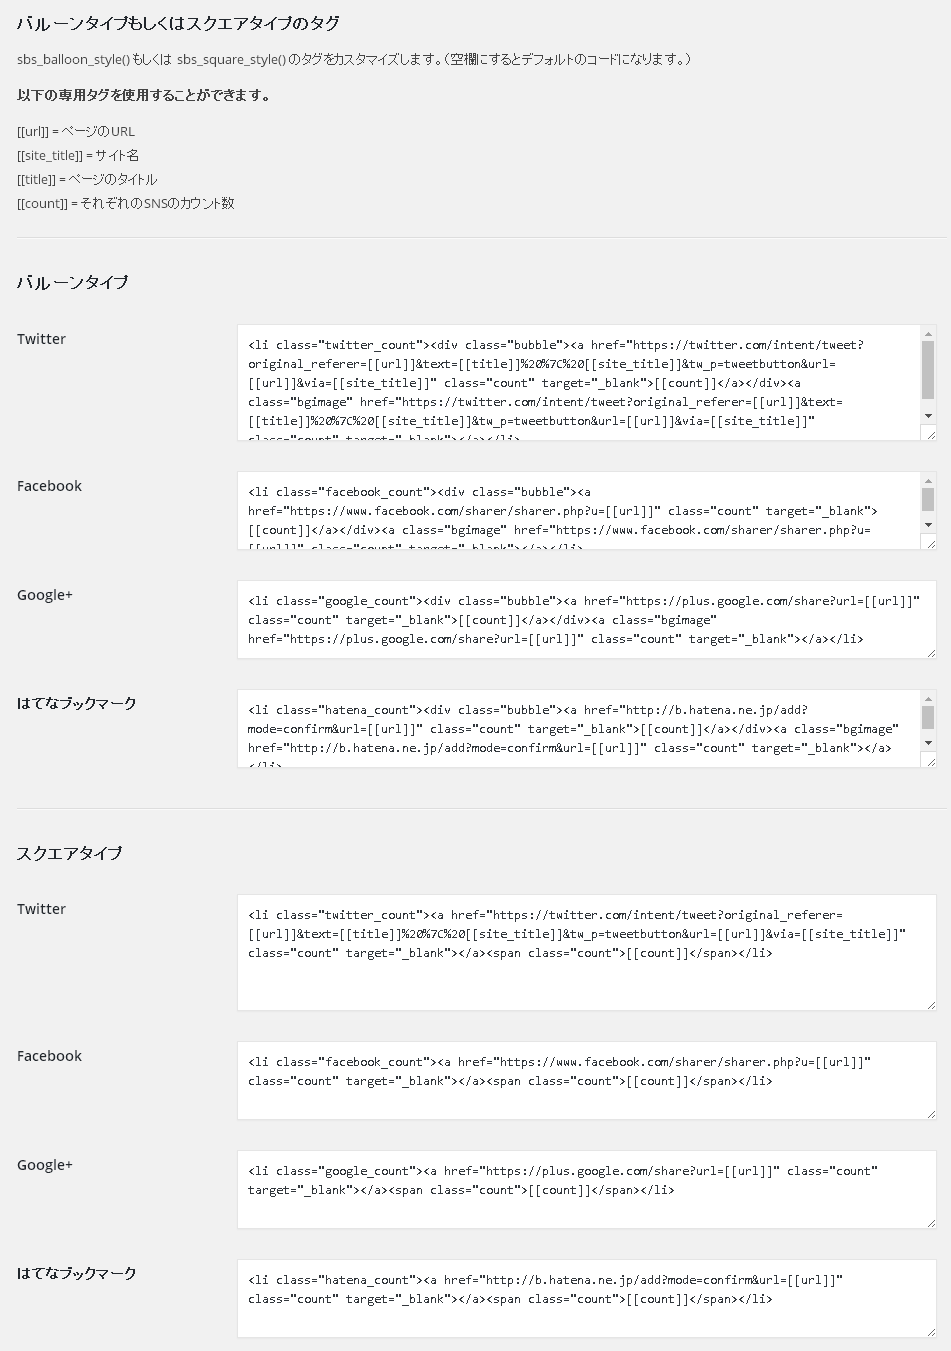 バルーンタイプもしくはスクエアタイプのタグ
sbs_balloon_style()もしくは sbs_square_style()のタグをカスタマイズします。（空欄にするとデフォルトのコードになります。）
以下の専用タグを使用することができます。
[[url]] = ページのURL
[[site_title]] = サイト名
[[title]] = ページのタイトル
[[count]] = それぞれのSNSのカウント数
バルーンタイプ
Twitter
<li class="twitter_count"><div class="bubble"><a href="https://twitter.com/intent/tweet?
original_referer=[[url]]&text=[[title]]%20%7C%20[[site_title]]&tw_p=tweetbutton&url=
[[url]]&via=[[site_title]]" class="count" target="_blank">[[count]]</a></div><a
class="bgimage" href="https://twitter.com/intent/tweet?original_referer=[[url]]&text=
[[title]]%20%7C%20[[site_title]]&tw_p=tweetbutton&url=[[url]]&via=[[site_title]]"
class="count" target="_blank"></a></li>
Facebook
<li class="facebook_count"><div class="bubble"><a
href="https://www.facebook.com/sharer/sharer.php?u=[[url]]" class="count" target="_blank">
[[count]]</a></div><a class="bgimage" href="https://www.facebook.com/sharer/sharer.php?u=
[[url]]" class="count" target="_blank"></a></li>
Google+
<li class="google_count"><div class="bubble"><a href="https://plus.google.com/share?url=[[url]]"
class="count" target="_blank">[[count]]</a></div><a class="bgimage"
href="https://plus.google.com/share?url=[[url]]" class="count" target="_blank"></a></li>
はてなブックマーク
<li class="hatena_count"><div class="bubble"><a href="http://b.hatena.ne.jp/add?
mode=confirm&url=[[url]]" class="count" target="_blank">[[count]]</a></div><a class="bgimage"
href="http://b.hatena.ne.jp/add?mode=confirm&url=[[url]]" class="count" target="_blank"></a>
</li>
スクエアタイプ
Twitter
<li class="twitter_count"><a href="https://twitter.com/intent/tweet?original_referer=
[[url]]&text=[[title]]%20%7C%20[[site_title]]&tw_p=tweetbutton&url=[[url]]&via=[[site_title]]"
class="count" target="_blank"></a><span class="count">[[count]]</span></li>
Facebook
<li class="facebook_count"><a href="https://www.facebook.com/sharer/sharer.php?u=[[url]]"
class="count" target="_blank"></a><span class="count">[[count]]</span></li>
Google+
<li class="google_count"><a href="https://plus.google.com/share?url=[[url]]" class="count"
target="_blank"></a><span class="count">[[count]]</span></li>
はてなブックマーク
<li class="hatena_count"><a href="http://b.hatena.ne.jp/add?mode=confirm&url=[[url]]"
class="count" target="_blank"></a><span class="count">[[count]]</span></li>